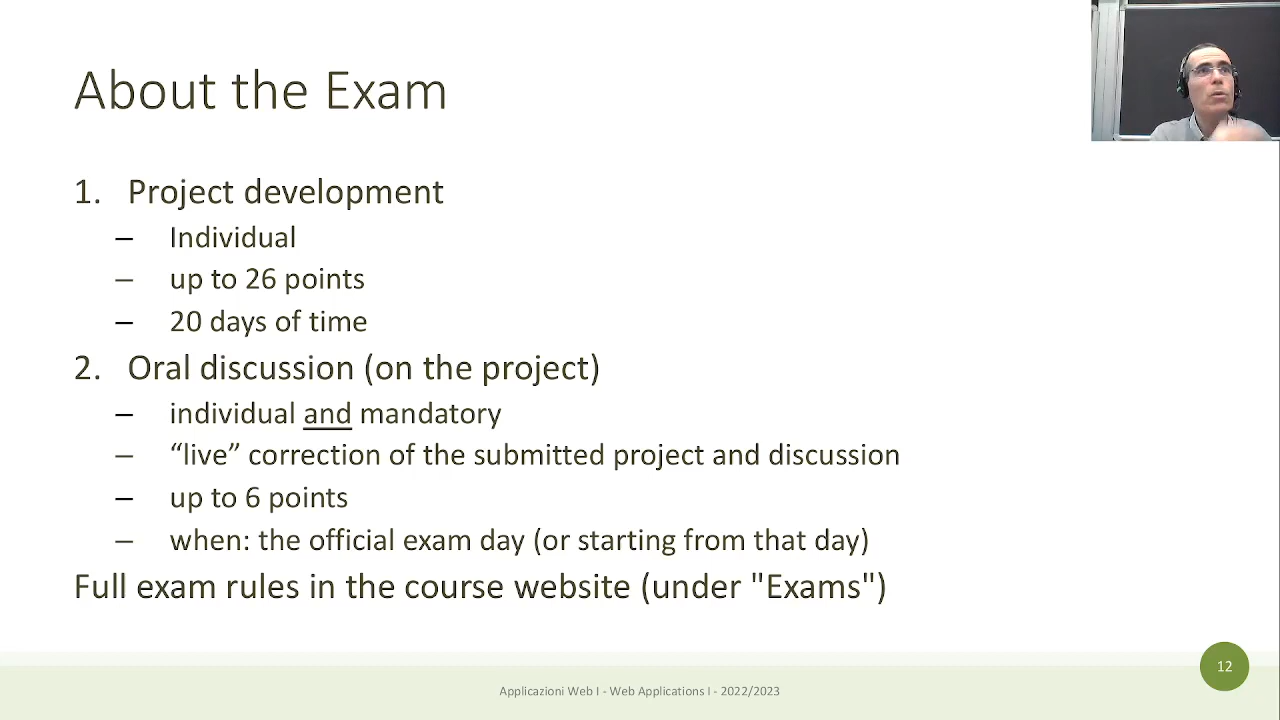 About the Exam
1. Project development
– Individual
– up to 26 points
– 20 days of time
2. Oral discussion (on the project)
– individual and mandatory
– “live” correction of the submitted project and discussion
– up to 6 points
– when: the official exam day (or starting from that day)
Full exam rules in the course website (under "Exams")
12
Applicazioni Web I - Web Applications I - 2022/2023